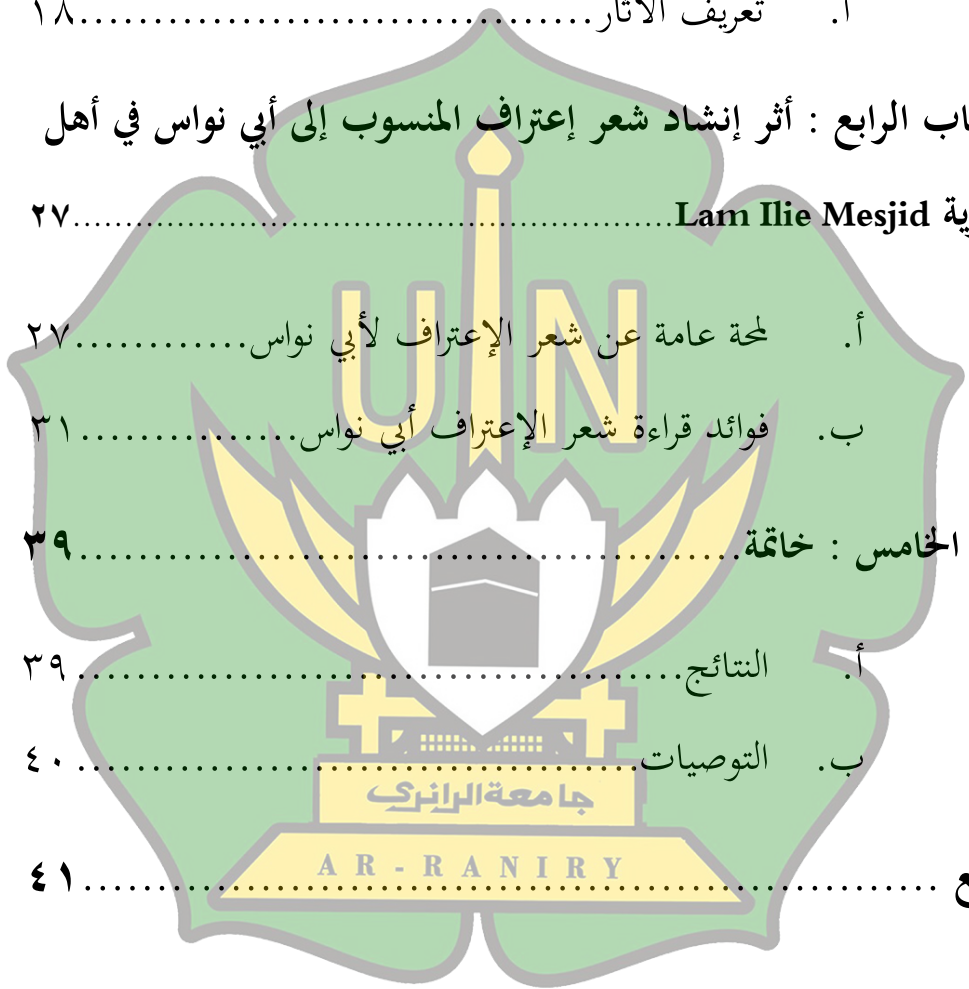 أ. تعريف الآثار......................................١٨
الرابع : أثر إنشاد شعر إعتراف المنسوب إلى أبي نواس في أهل
Lam Ilie Mesjid......................................................................٢٧
أ. لمحة عامة عن شعر الإعتراف لأبي نواس............٢٧
ب. فوائد قراءة شعر الإعتراف أبي نواس................٣١
الخامس : خاتمة......................................................٣٩
أ. النتائج..............................................٣٩
ب. التوصيات...........................................٤٠
.....................................................................٤١
UIN
جامعة الرانري
AR-RANIRY